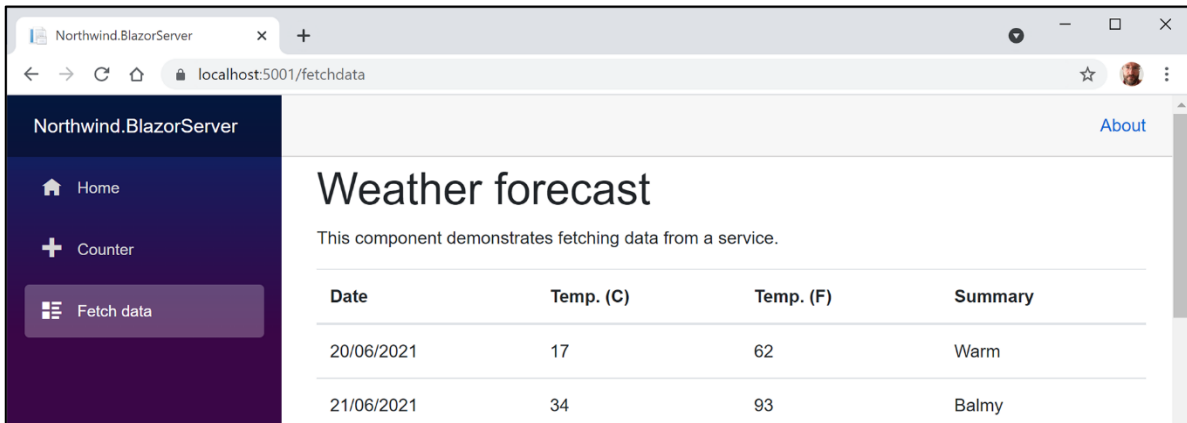 Northwind.BlazorServer
localhost:5001/fetchdata
Northwind.BlazorServer
About
Home
Counter
Fetch data
Weather forecast
This component demonstrates fetching data from a service.
Date Temp. (C) Temp. (F) Summary
20/06/2021 17 62 Warm
21/06/2021 34 93 Balmy